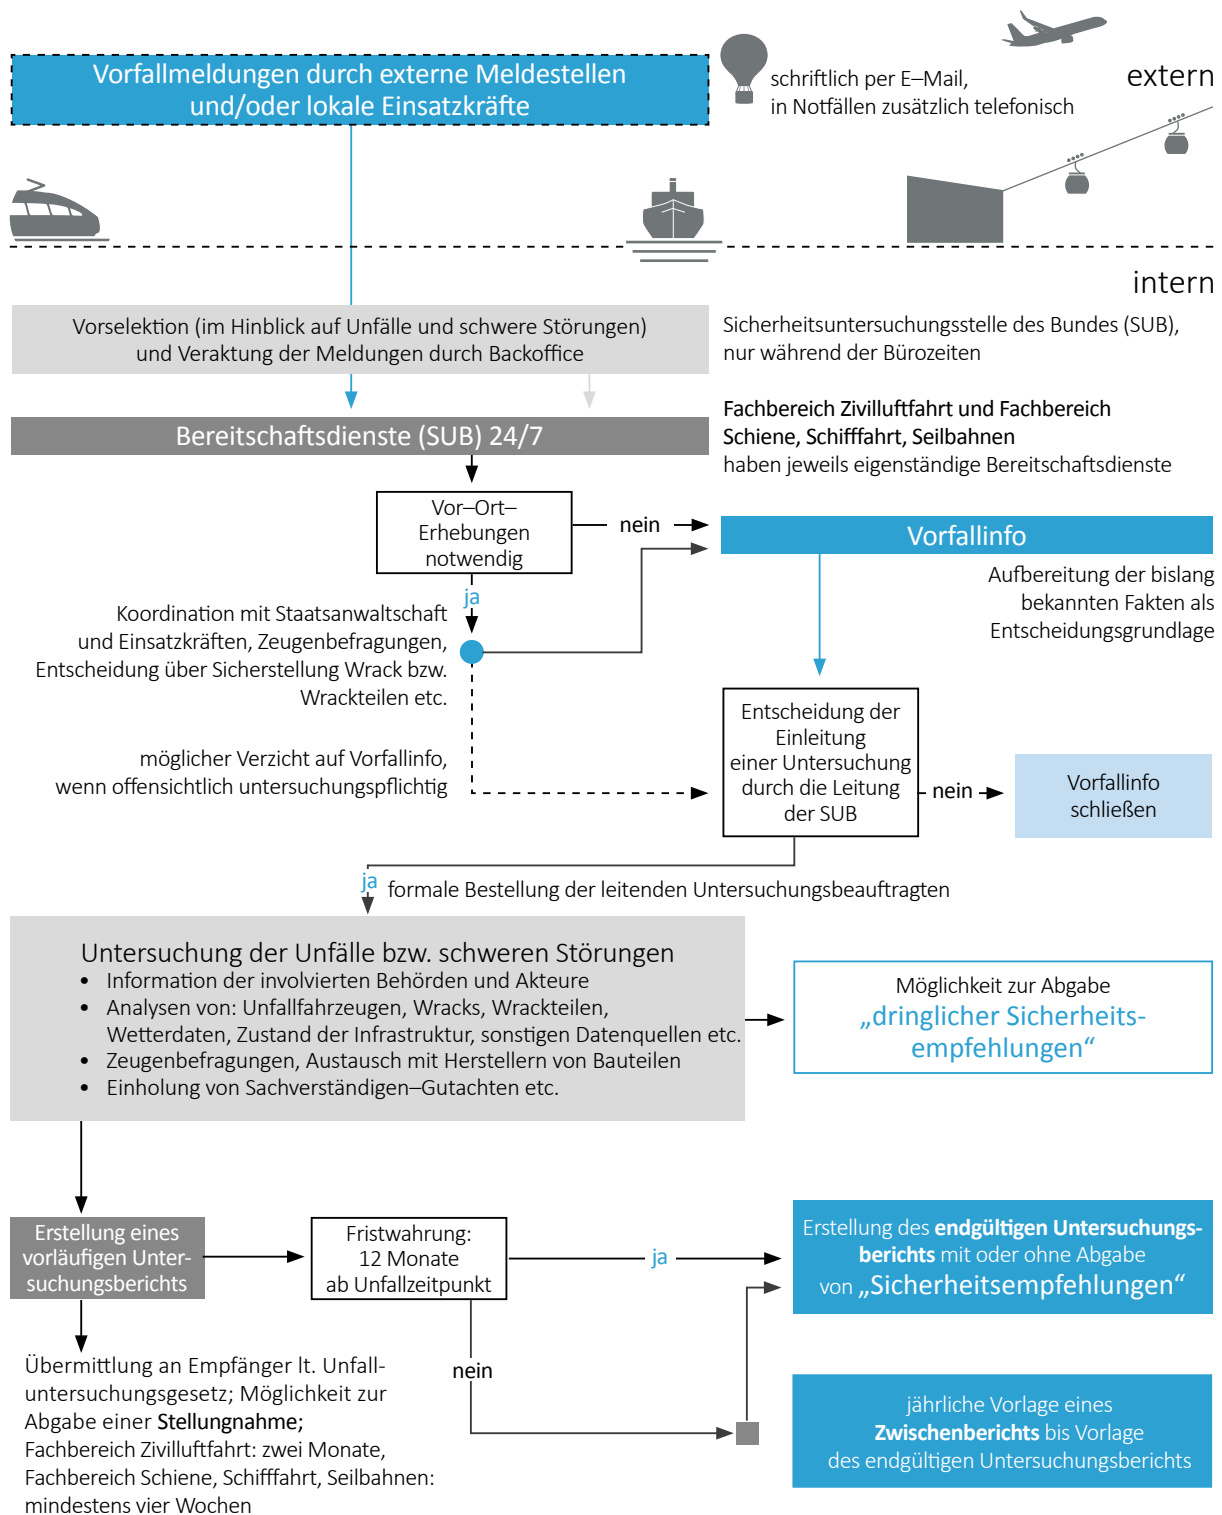 Vorfallmeldungen durch externe Meldestellen
und/oder lokale Einsatzkräfte
schriftlich per E–Mail,
in Notfällen zusätzlich telefonisch
extern
intern
Vorselektion (im Hinblick auf Unfälle und schwere Störungen)
und Veraktung der Meldungen durch Backoffice
Sicherheitsuntersuchungsstelle des Bundes (SUB),
nur während der Bürozeiten
Bereitschaftsdienste (SUB) 24/7
Fachbereich Zivilluftfahrt und Fachbereich
Schiene, Schifffahrt, Seilbahnen
haben jeweils eigenständige Bereitschaftsdienste
Vor–Ort–
Erhebungen
notwendig
nein
Vorfallinfo
Aufbereitung der bislang
bekannten Fakten als
Entscheidungsgrundlage
ja
Koordination mit Staatsanwaltschaft
und Einsatzkräften, Zeugenbefragungen,
Entscheidung über Sicherstellung Wrack bzw.
Wrackteilen etc.
möglicher Verzicht auf Vorfallinfo,
wenn offensichtlich untersuchungspflichtig
Entscheidung der
Einleitung
einer Untersuchung
durch die Leitung
der SUB
nein
Vorfallinfo
schließen
ja
formale Bestellung der leitenden Untersuchungsbeauftragten
Untersuchung der Unfälle bzw. schweren Störungen
• Information der involvierten Behörden und Akteure
• Analysen von: Unfallfahrzeugen, Wracks, Wrackteilen,
Wetterdaten, Zustand der Infrastruktur, sonstigen Datenquellen etc.
• Zeugenbefragungen, Austausch mit Herstellern von Bauteilen
• Einholung von Sachverständigen–Gutachten etc.
Möglichkeit zur Abgabe
„dringlicher Sicherheits-
empfehlungen“
Erstellung eines
vorläufigen Unter-
suchungsberichts
Fristwahrung:
12 Monate
ab Unfallzeitpunkt
ja
Erstellung des endgültigen Untersuchungs-
berichts mit oder ohne Abgabe
von „Sicherheitsempfehlungen“
Übermittlung an Empfänger lt. Unfall-
untersuchungsgesetz; Möglichkeit zur
Abgabe einer Stellungnahme;
Fachbereich Zivilluftfahrt: zwei Monate,
Fachbereich Schiene, Schifffahrt, Seilbahnen:
mindestens vier Wochen
nein
jährliche Vorlage eines
Zwischenberichts bis Vorlage
des endgültigen Untersuchungsberichts